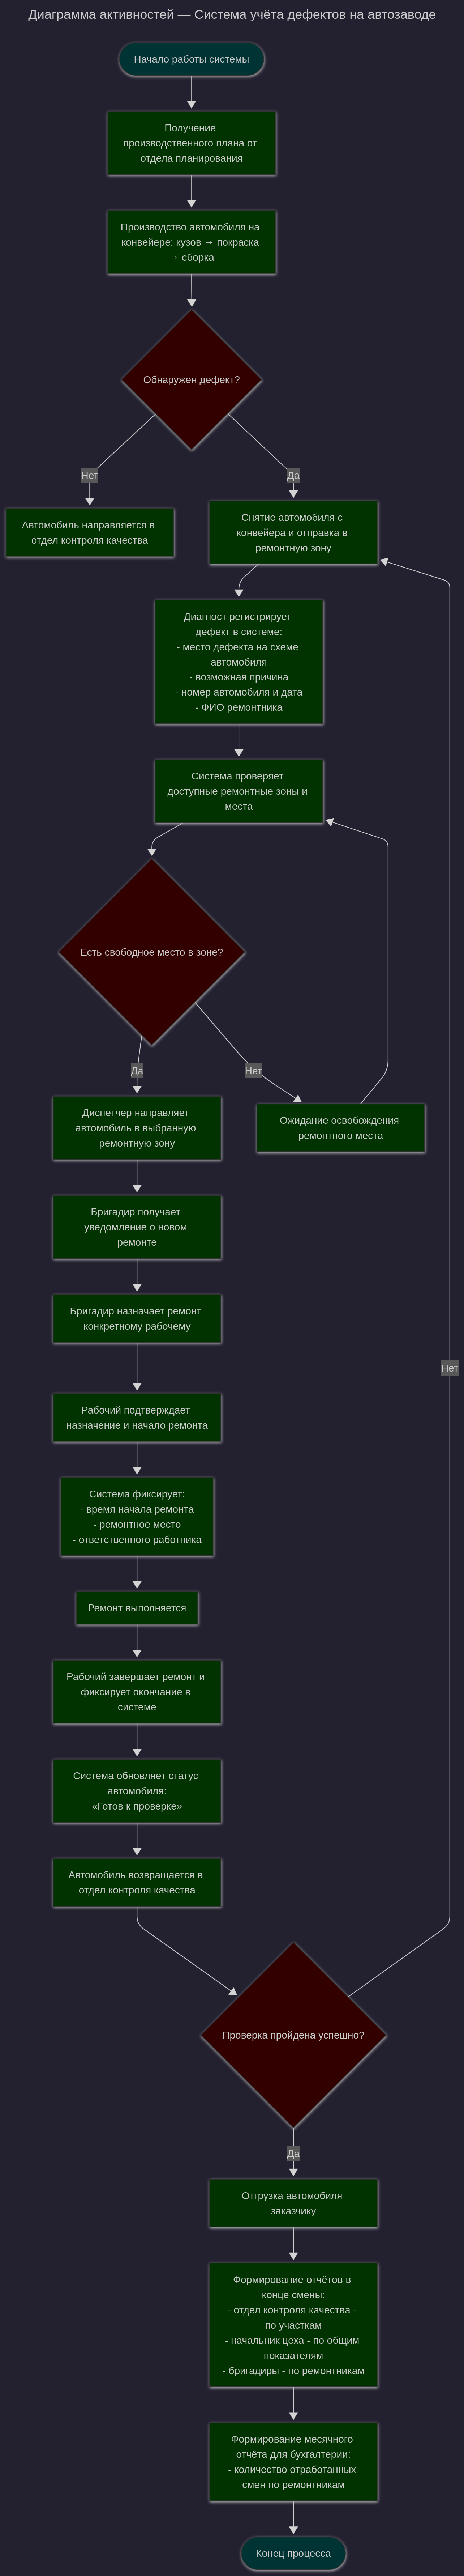 Диаграмма активностей — Система учёта дефектов на автозаводе
Начало работы системы
Получение
производственного плана от
отдела планирования
Производство автомобиля на
конвейере: кузов → покраска
→ сборка
Обнаружен дефект?
Нет
Да
Автомобиль направляется в
отдел контроля качества
Снятие автомобиля с
конвейера и отправка в
ремонтную зону
Диагност регистрирует
дефект в системе:
- место дефекта на схеме
автомобиля
- возможная причина
- номер автомобиля и дата
- ФИО ремонтника
Система проверяет
доступные ремонтные зоны и
места
Есть свободное место в зоне?
Да
Нет
Диспетчер направляет
автомобиль в выбранную
ремонтную зону
Ожидание освобождения
ремонтного места
Бригадир получает
уведомление о новом
ремонте
Бригадир назначает ремонт
конкретному рабочему
Нет
Рабочий подтверждает
назначение и начало ремонта
Система фиксирует:
- время начала ремонта
- ремонтное место
- ответственного работника
Ремонт выполняется
Рабочий завершает ремонт и
фиксирует окончание в
системе
Система обновляет статус
автомобиля:
«Готов к проверке»
Автомобиль возвращается в
отдел контроля качества
Проверка пройдена успешно?
Да
Отгрузка автомобиля
заказчику
Формирование отчётов в
конце смены:
- отдел контроля качества -
по участкам
- начальник цеха - по общим
показателям
- бригадиры - по ремонтникам
Формирование месячного
отчёта для бухгалтерии:
- количество отработанных
смен по ремонтникам
Конец процесса